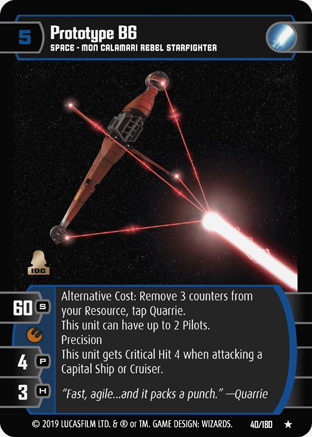 5
Prototype B6
SPACE - MON CALAMARI REBEL STARFIGHTER
IDC
60 S
4 P
3 H
Alternative Cost: Remove 3 counters from
your Resource, tap Quarrie.
This unit can have up to 2 Pilots.
Precision
This unit gets Critical Hit 4 when attacking a
Capital Ship or Cruiser.
“Fast, agile...and it packs a punch.” —Quarrie
© 2019 LUCASFILM LTD. & ® or TM. GAME DESIGN: WIZARDS.
40/180